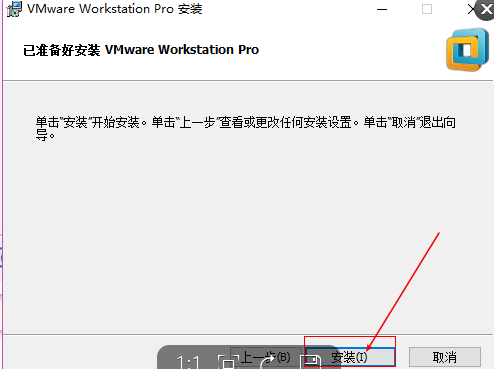 VMware Workstation Pro 安装
已准备好安装 VMware Workstation Pro
单击"安装"开始安装。单击"上一步"查看或更改任何安装设置。单击"取消"退出向
导。
1:1 上一步(B) 安装(I) 取消